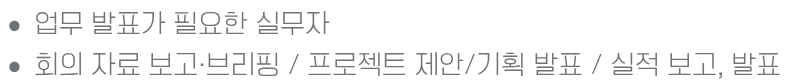 ● 업무 발표가 필요한 실무자
● 회의 자료 보고·브리핑 / 프로젝트 제안/기획 발표 / 실적 보고, 발표